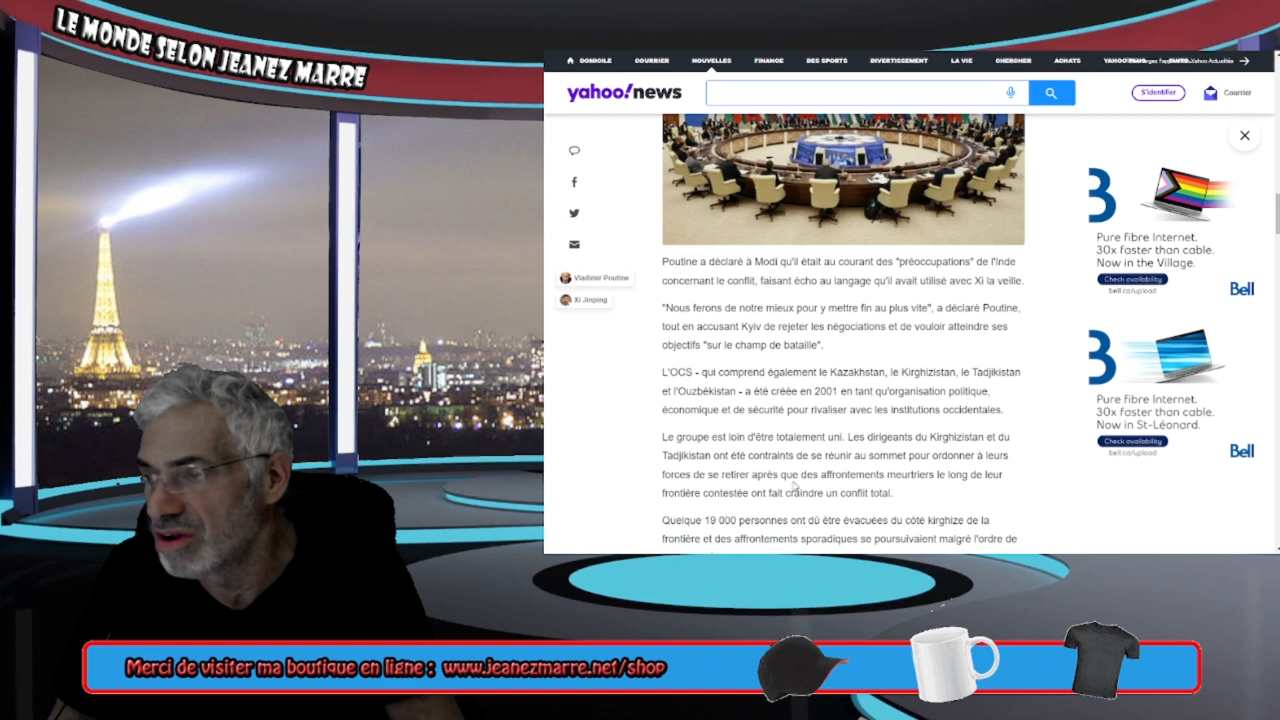 LE MONDE SELON JEANEZ MARRE
DOMICILE COURRIER NOUVELLES FINANCE DES SPORTS DIVERTISSEMENT LA VIE CHERCHER ACHATS
yahoo!news
S'identifier
Courrier
Vladimir Poutine
Xi Jinping
Poutine a déclaré à Modi qu'il était au courant des "préoccupations" de l'Inde
concernant le conflit, faisant écho au langage qu'il avait utilisé avec Xi la veille.
"Nous ferons de notre mieux pour y mettre fin au plus vite", a déclaré Poutine,
tout en accusant Kyiv de rejeter les négociations et de vouloir atteindre ses
objectifs "sur le champ de bataille".
L'OCS - qui comprend également le Kazakhstan, le Kirghizistan, le Tadjikistan
et l'Ouzbékistan - a été créée en 2001 en tant qu'organisation politique,
économique et de sécurité pour rivaliser avec les institutions occidentales.
Le groupe est loin d'être totalement uni. Les dirigeants du Kirghizistan et du
Tadjikistan ont été contraints de se réunir au sommet pour ordonner à leurs
forces de se retirer après que des affrontements meurtriers le long de leur
frontière contestée ont fait craindre un conflit total.
Quelque 19 000 personnes ont dû être évacuées du côté kirghize de la
frontière et des affrontements sporadiques se poursuivaient malgré l'ordre de
Pure fibre Internet.
30x faster than cable.
Now in the Village.
Check availability
bell.ca/upload
Bell
Pure fibre Internet.
30x faster than cable.
Now in St-Léonard.
Check availability
bell.ca/upload
Bell
Merci de visiter ma boutique en ligne : www.jeanezmarre.net/shop